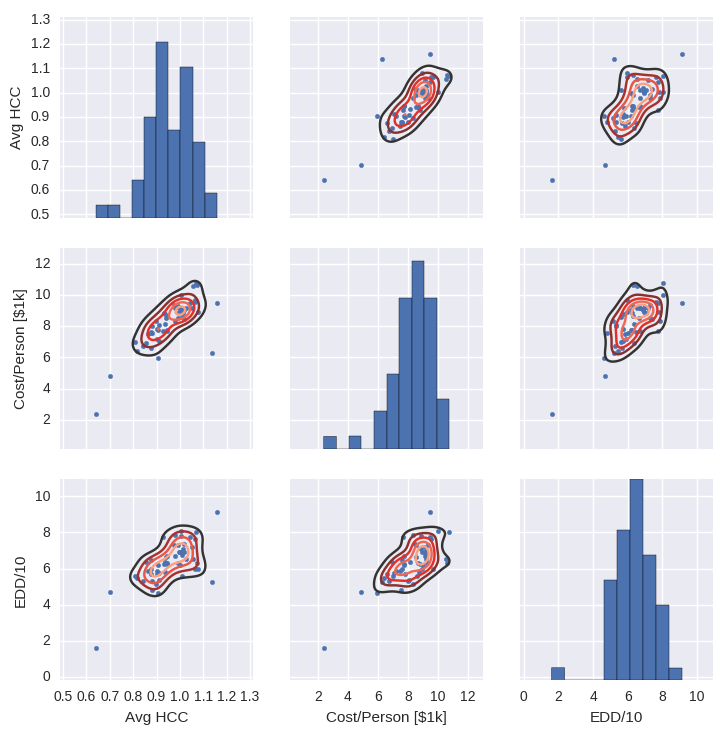 1.3
1.2
1.1
1.0
0.9
0.8
0.7
0.6
0.5
Avg HCC
12
10
8
6
4
2
Cost/Person [$1k]
10
8
6
4
2
0
EDD/10
0.5 0.6 0.7 0.8 0.9 1.0 1.1 1.2 1.3
2 4 6 8 10 12
0 2 4 6 8 10
Avg HCC
Cost/Person [$1k]
EDD/10